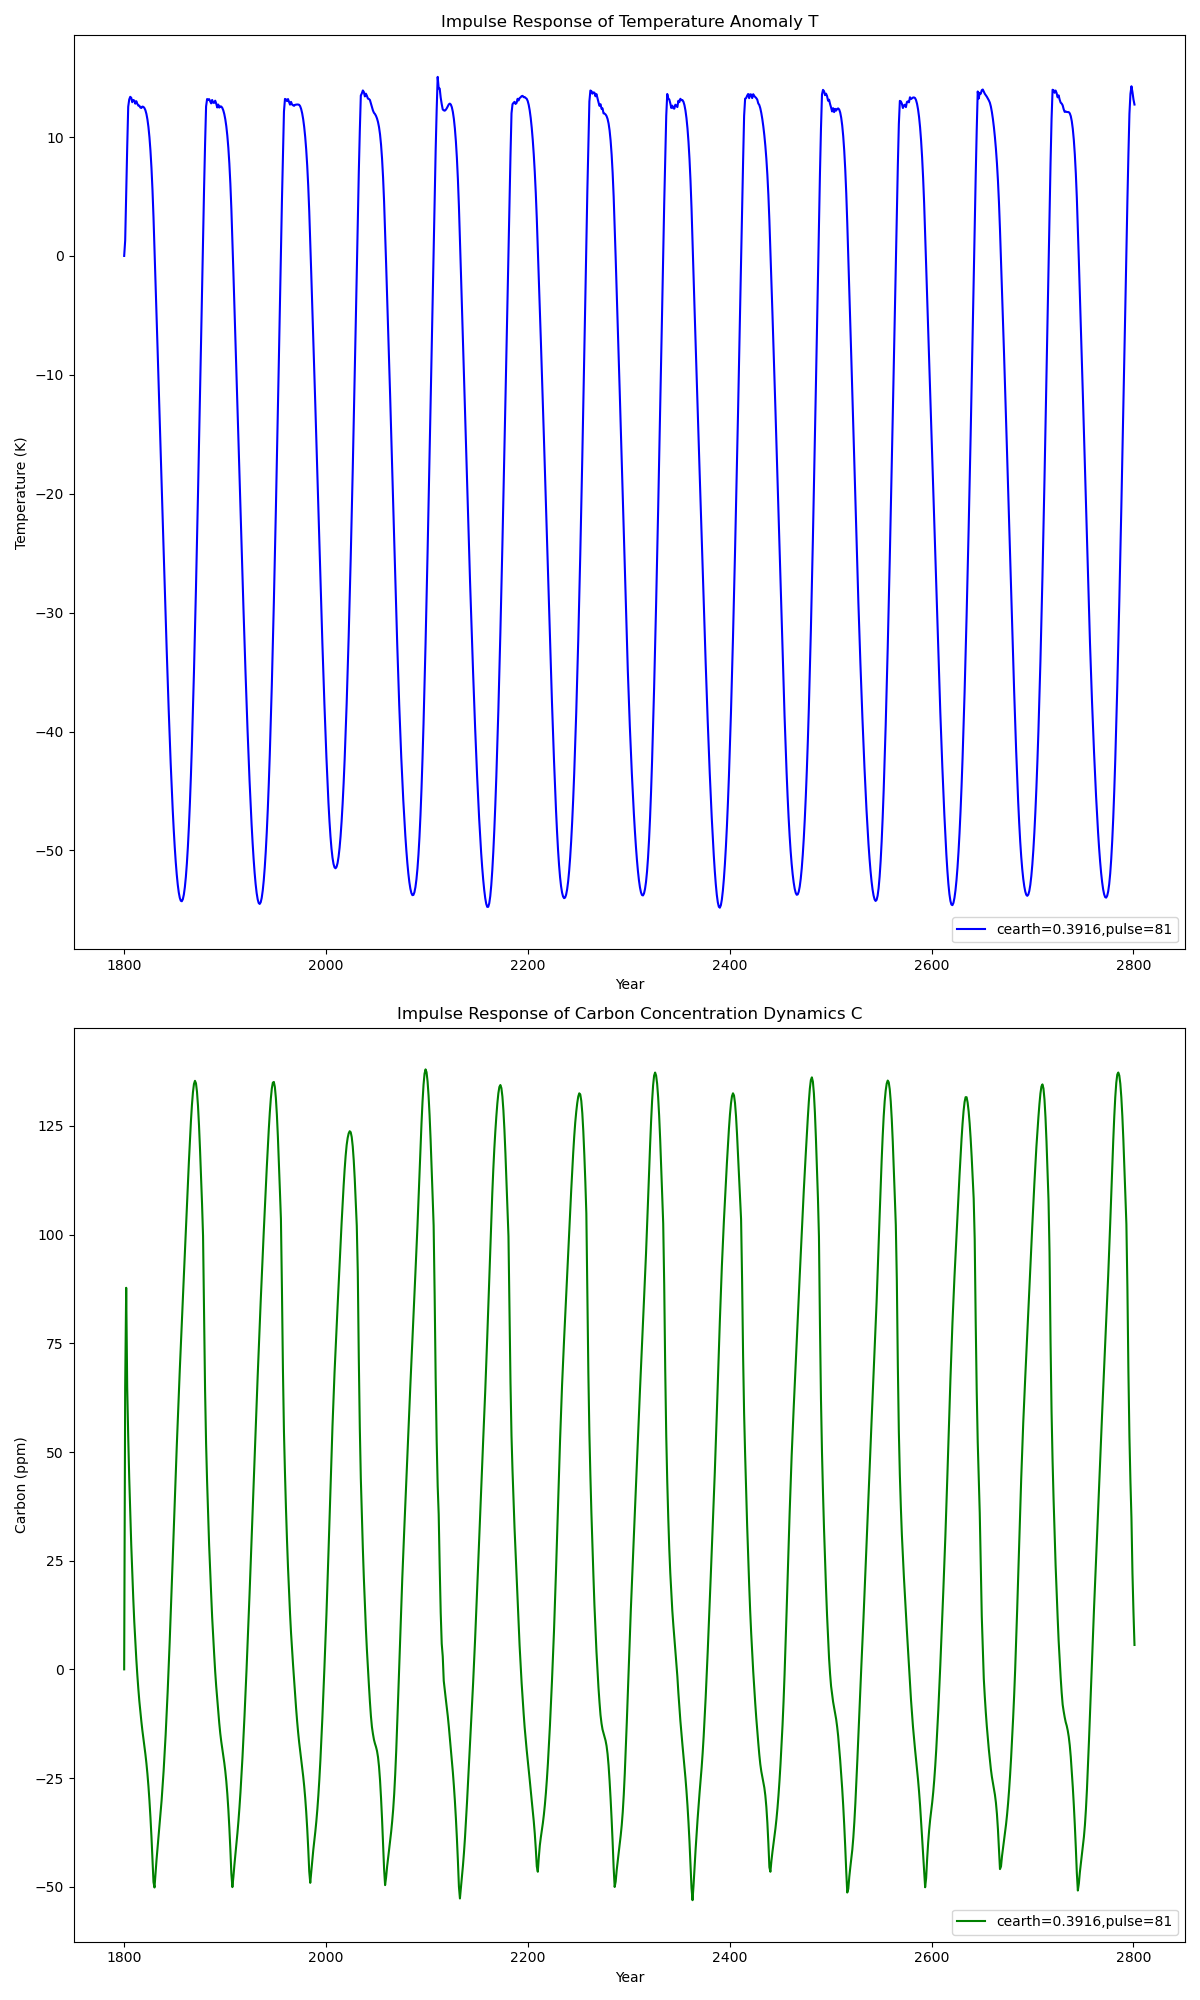 Impulse Response of Temperature Anomaly T
10
0
−10
−20
−30
−40
−50
Temperature (K)
cearth=0.3916,pulse=81
1800 2000 2200 2400 2600 2800
Year
Impulse Response of Carbon Concentration Dynamics C
125
100
75
50
25
0
−25
−50
Carbon (ppm)
cearth=0.3916,pulse=81
1800 2000 2200 2400 2600 2800
Year